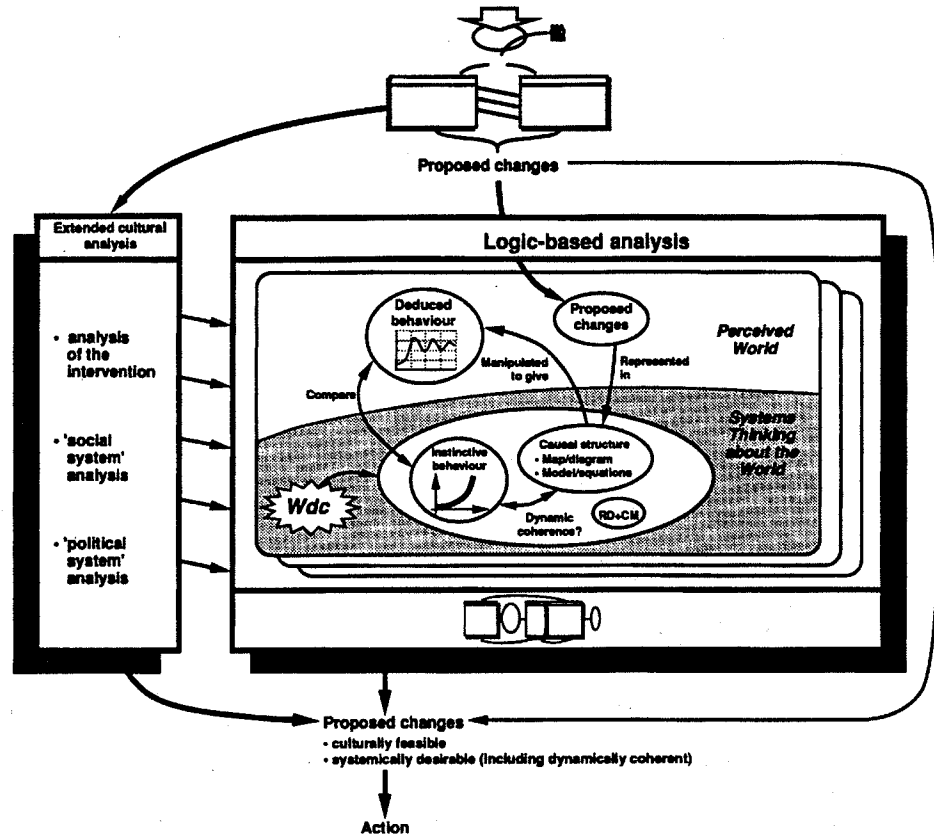 Proposed changes
Extended cultural
analysis
• analysis
of the
intervention
• 'social
system'
analysis
• 'political
system'
analysis
Logic-based analysis
Deduced
behaviour
Proposed
changes
Perceived
World
Manipulated
to give
Represented
in
Compare
Systems
Thinking
about the
World
Instinctive
behaviour
Causal structure
• Map/diagram
• Model/equations
Wdc
Dynamic
coherence?
RD+CM
Proposed changes
• culturally feasible
• systemically desirable (including dynamically coherent)
Action